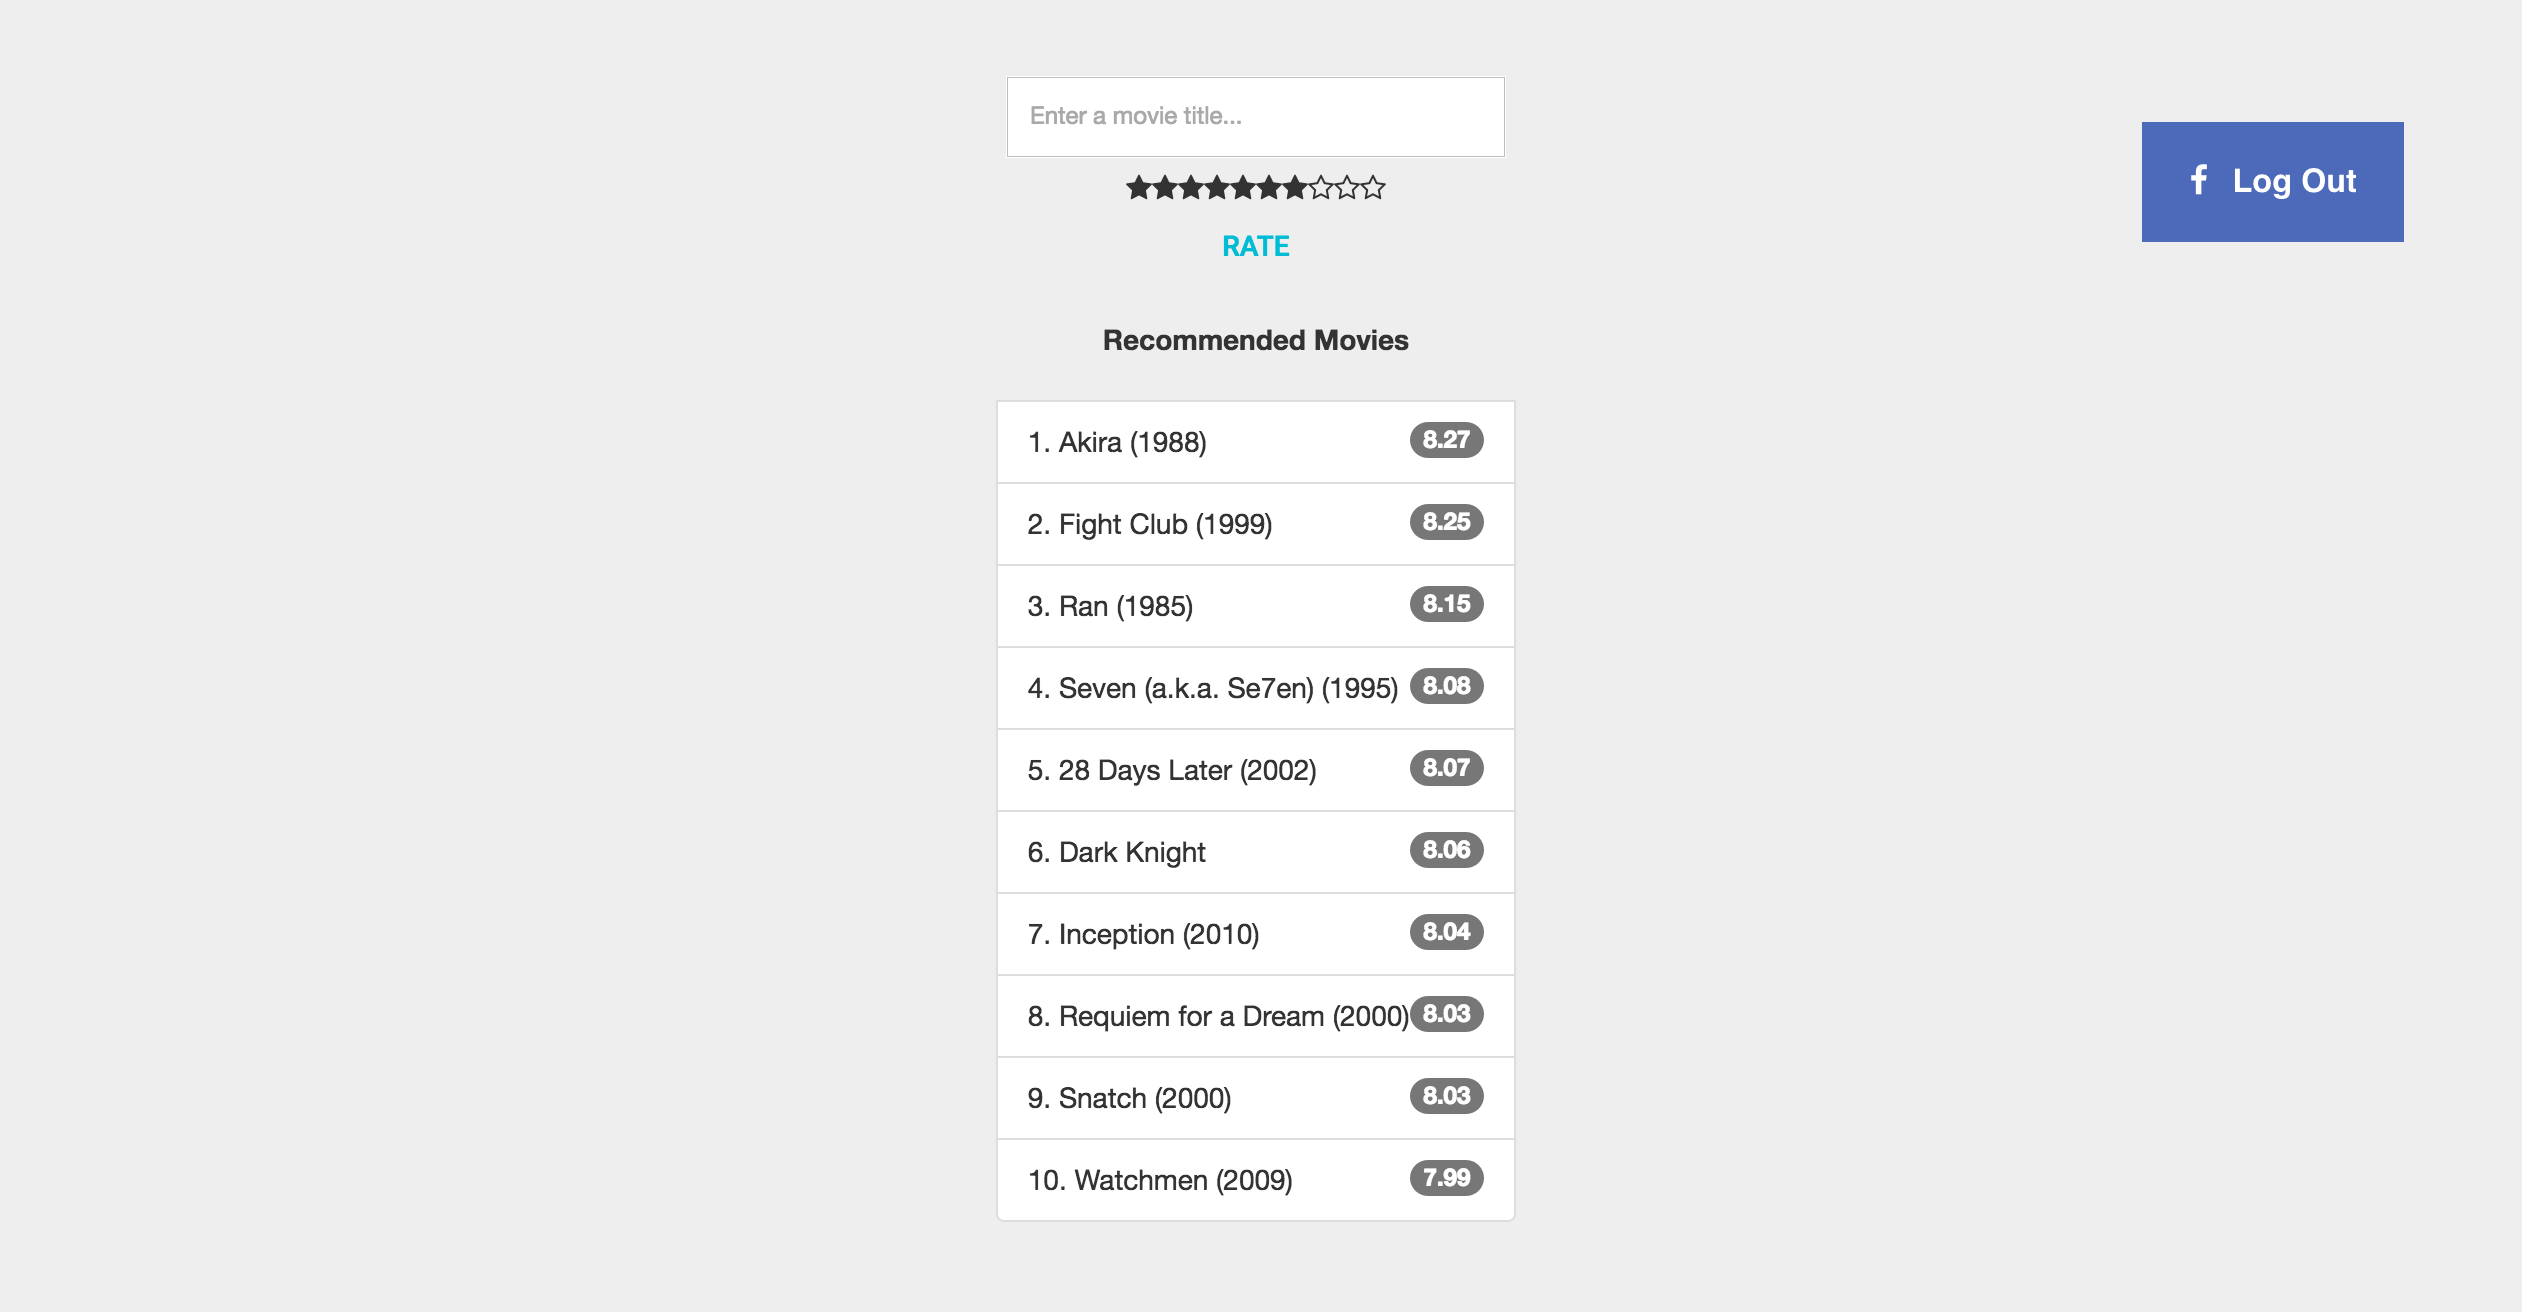 Enter a movie title...
Log Out
RATE
Recommended Movies
1. Akira (1988) 8.27
2. Fight Club (1999) 8.25
3. Ran (1985) 8.15
4. Seven (a.k.a. Se7en) (1995) 8.08
5. 28 Days Later (2002) 8.07
6. Dark Knight 8.06
7. Inception (2010) 8.04
8. Requiem for a Dream (2000) 8.03
9. Snatch (2000) 8.03
10. Watchmen (2009) 7.99